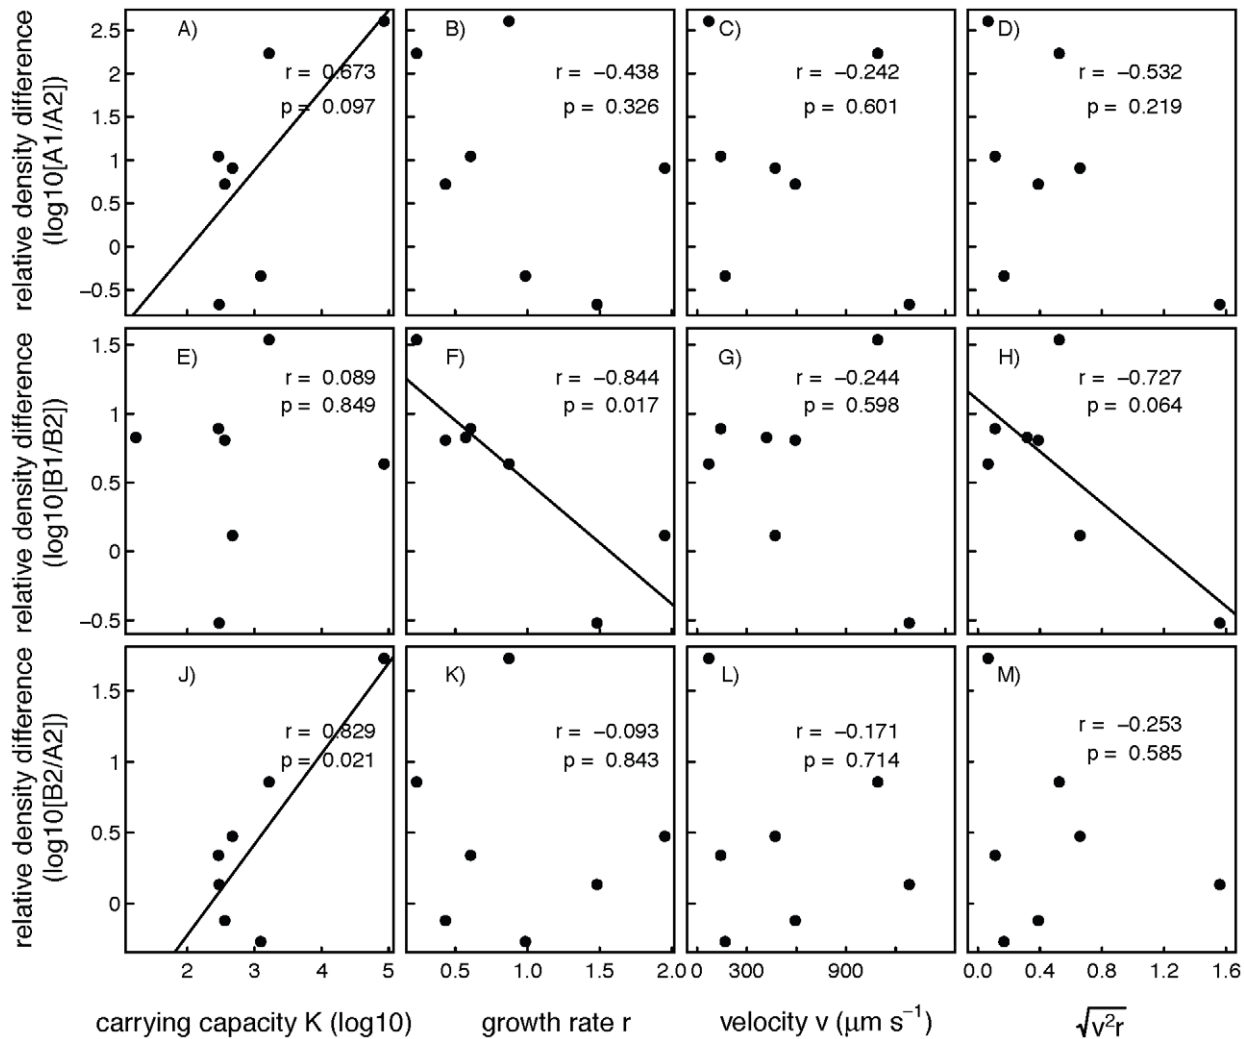 relative density difference
(log10[A1/A2])
2.5
2
1.5
1
0.5
0
−0.5
A)
r = 0.673
p = 0.097
B)
r = −0.438
p = 0.326
C)
r = −0.242
p = 0.601
D)
r = −0.532
p = 0.219
relative density difference
(log10[B1/B2])
1.5
1
0.5
0
−0.5
E)
r = 0.089
p = 0.849
F)
r = −0.844
p = 0.017
G)
r = −0.244
p = 0.598
H)
r = −0.727
p = 0.064
relative density difference
(log10[B2/A2])
1.5
1
0.5
0
J)
r = 0.829
p = 0.021
K)
r = −0.093
p = 0.843
L)
r = −0.171
p = 0.714
M)
r = −0.253
p = 0.585
2 3 4 5
0.5 1.0 1.5 2.0
0 300 900
0.0 0.4 0.8 1.2 1.6
carrying capacity K (log10)
growth rate r
velocity v (μm s⁻¹)
√v²r